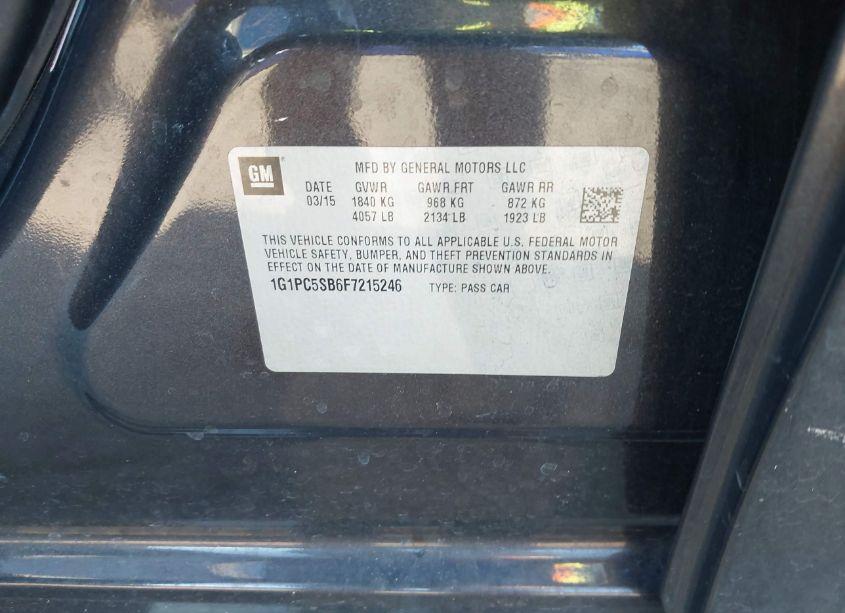 GM
MFD BY GENERAL MOTORS LLC
DATE GVWR GAWR FRT GAWR RR
03/15 1840 KG 968 KG 872 KG
4057 LB 2134 LB 1923 LB
THIS VEHICLE CONFORMS TO ALL APPLICABLE U.S. FEDERAL MOTOR
VEHICLE SAFETY, BUMPER, AND THEFT PREVENTION STANDARDS IN
EFFECT ON THE DATE OF MANUFACTURE SHOWN ABOVE.
1G1PC5SB6F7215246 TYPE: PASS CAR